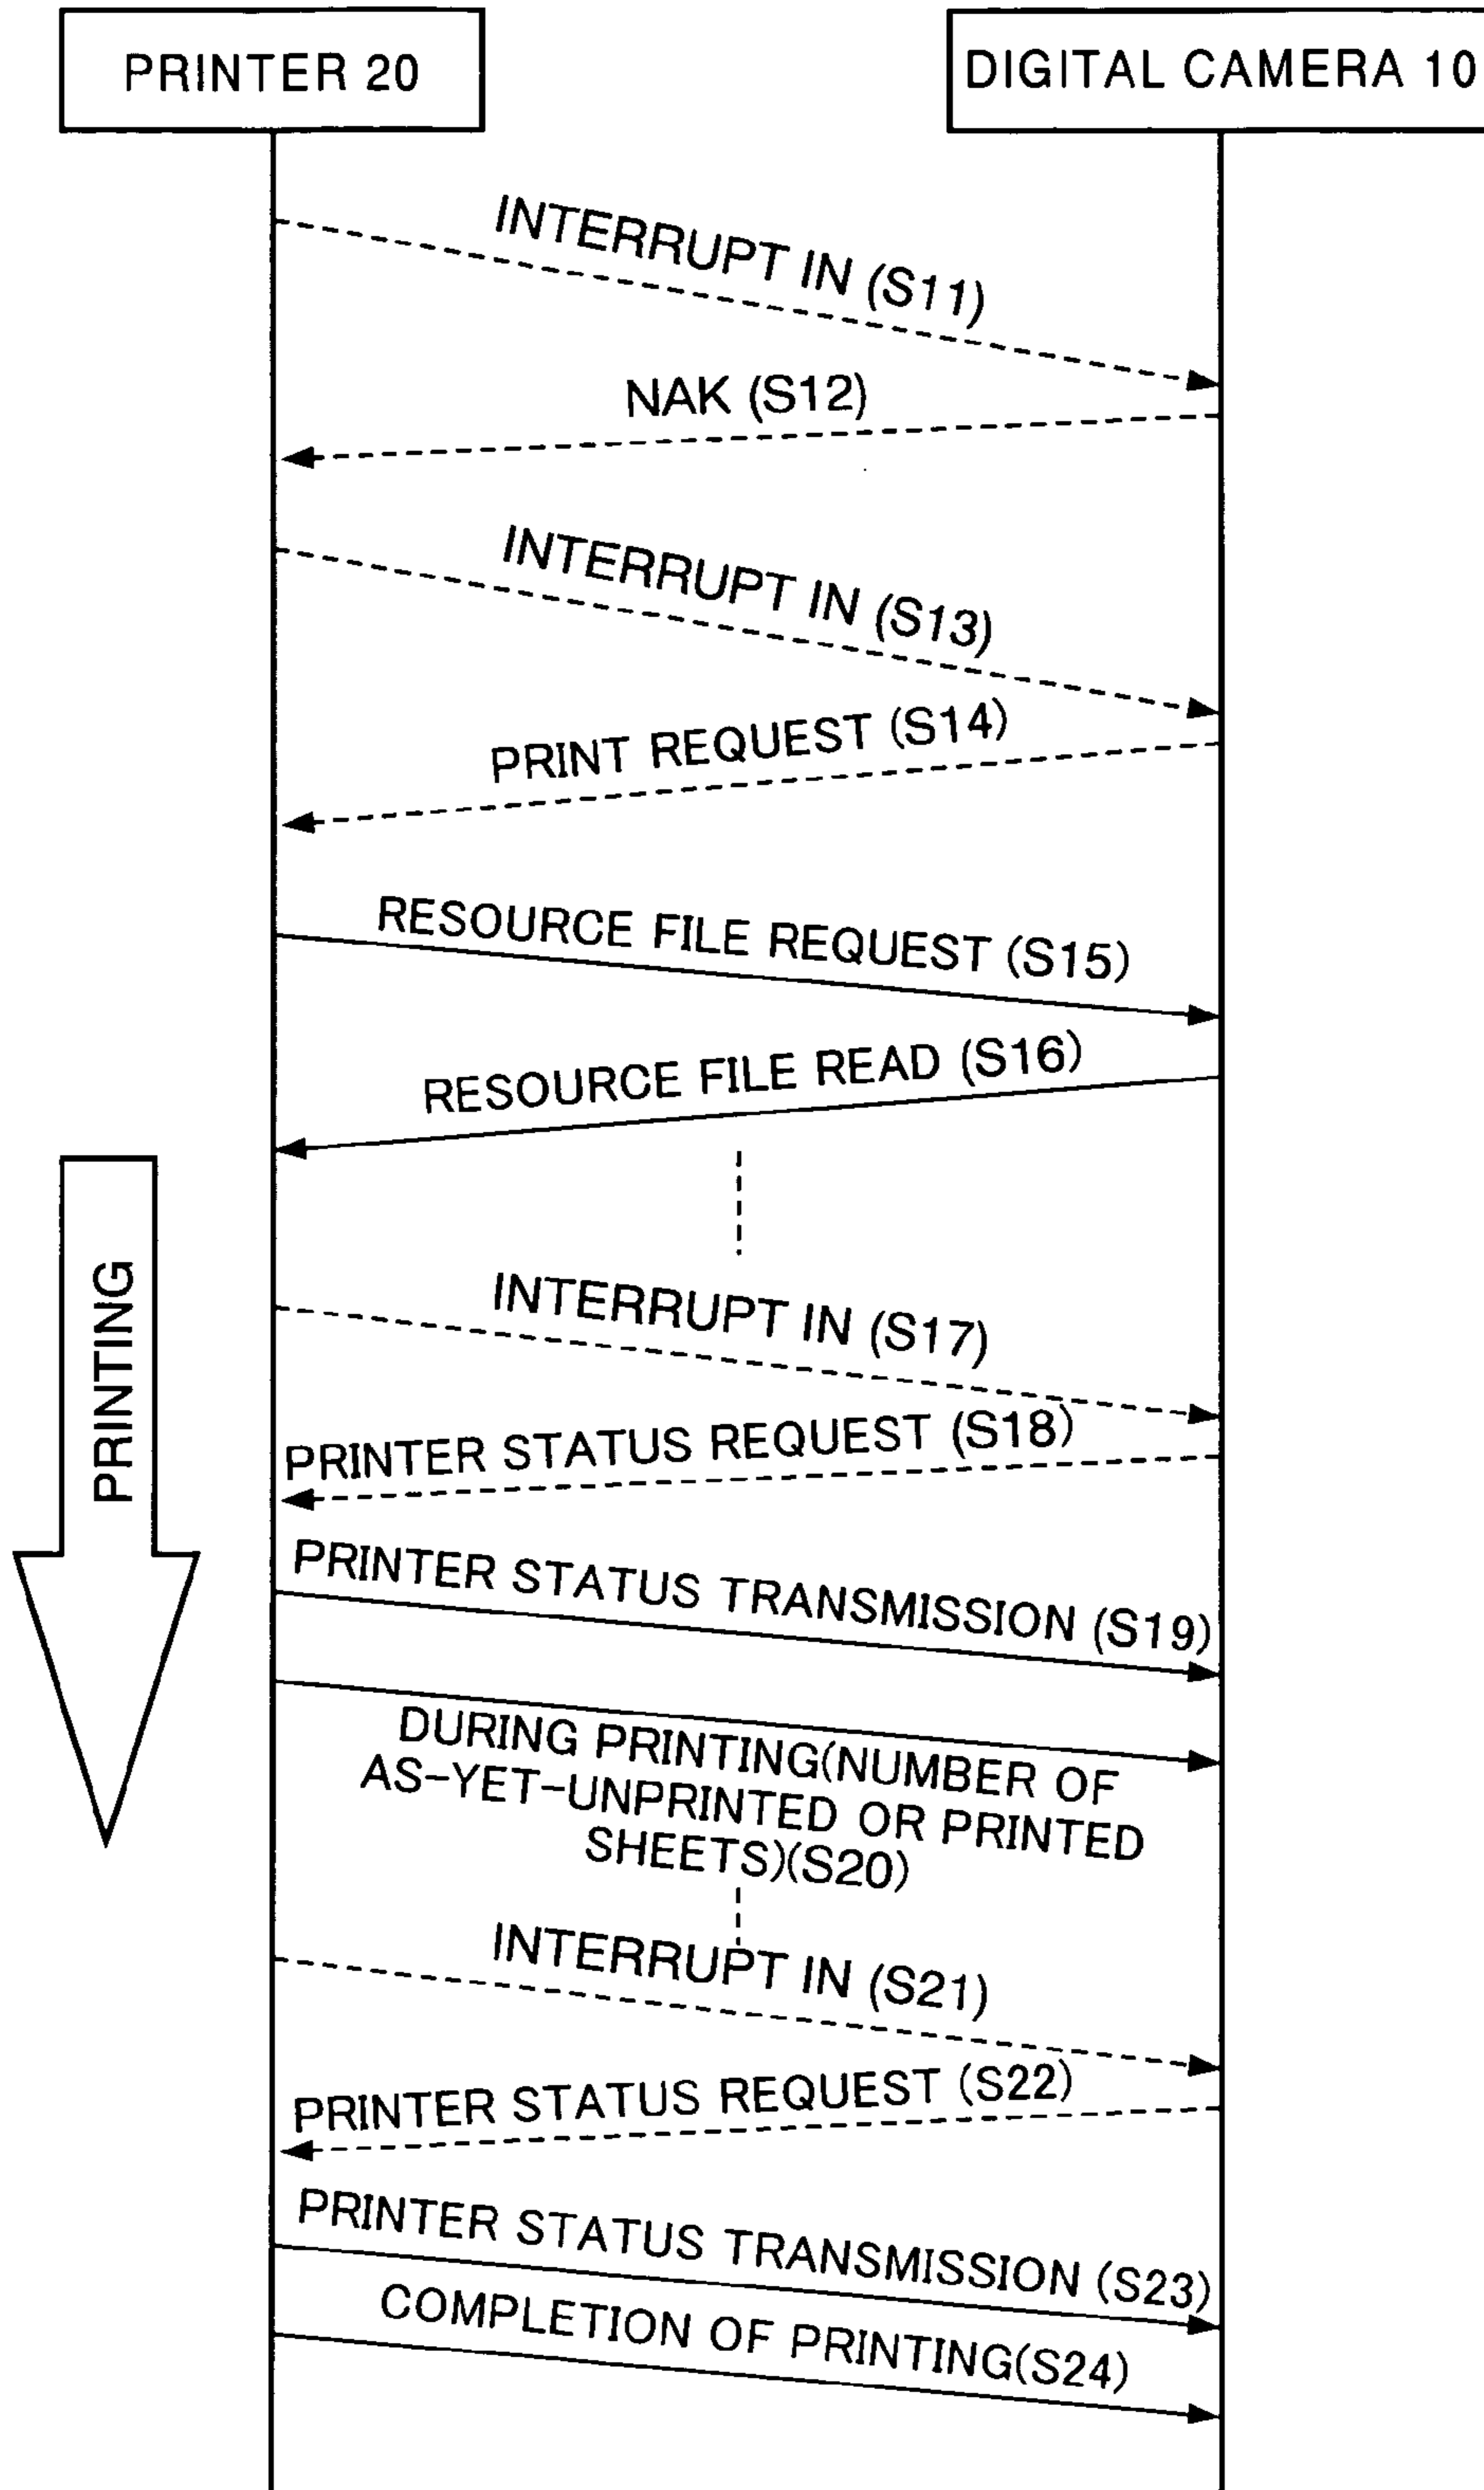 PRINTER 20
DIGITAL CAMERA 10
INTERRUPT IN (S11)
NAK (S12)
INTERRUPT IN (S13)
PRINT REQUEST (S14)
RESOURCE FILE REQUEST (S15)
RESOURCE FILE READ (S16)
PRINTING
INTERRUPT IN (S17)
PRINTER STATUS REQUEST (S18)
PRINTER STATUS TRANSMISSION (S19)
DURING PRINTING(NUMBER OF
AS-YET-UNPRINTED OR PRINTED
SHEETS)(S20)
INTERRUPT IN (S21)
PRINTER STATUS REQUEST (S22)
PRINTER STATUS TRANSMISSION (S23)
COMPLETION OF PRINTING(S24)